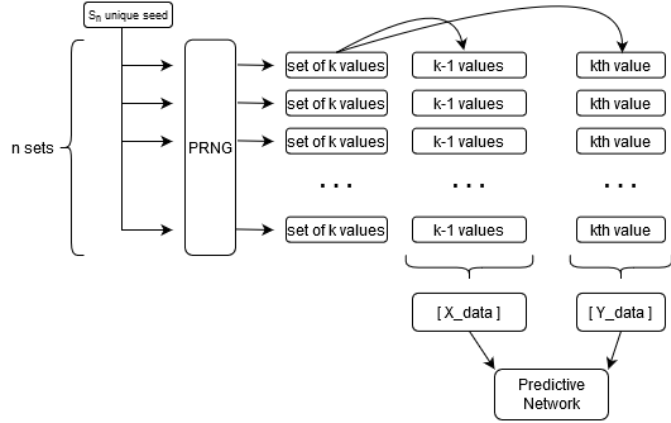 Sn unique seed
n sets
PRNG
set of k values
k-1 values
kth value
set of k values
k-1 values
kth value
set of k values
k-1 values
kth value
. . .
. . .
. . .
set of k values
k-1 values
kth value
[ X_data ]
[ Y_data ]
Predictive
Network